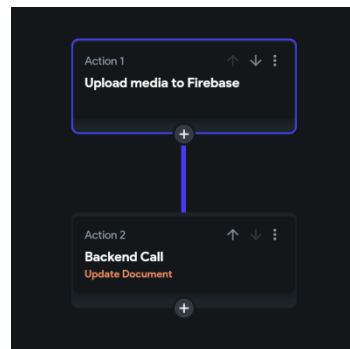 Action 1
Upload media to Firebase
Action 2
Backend Call
Update Document